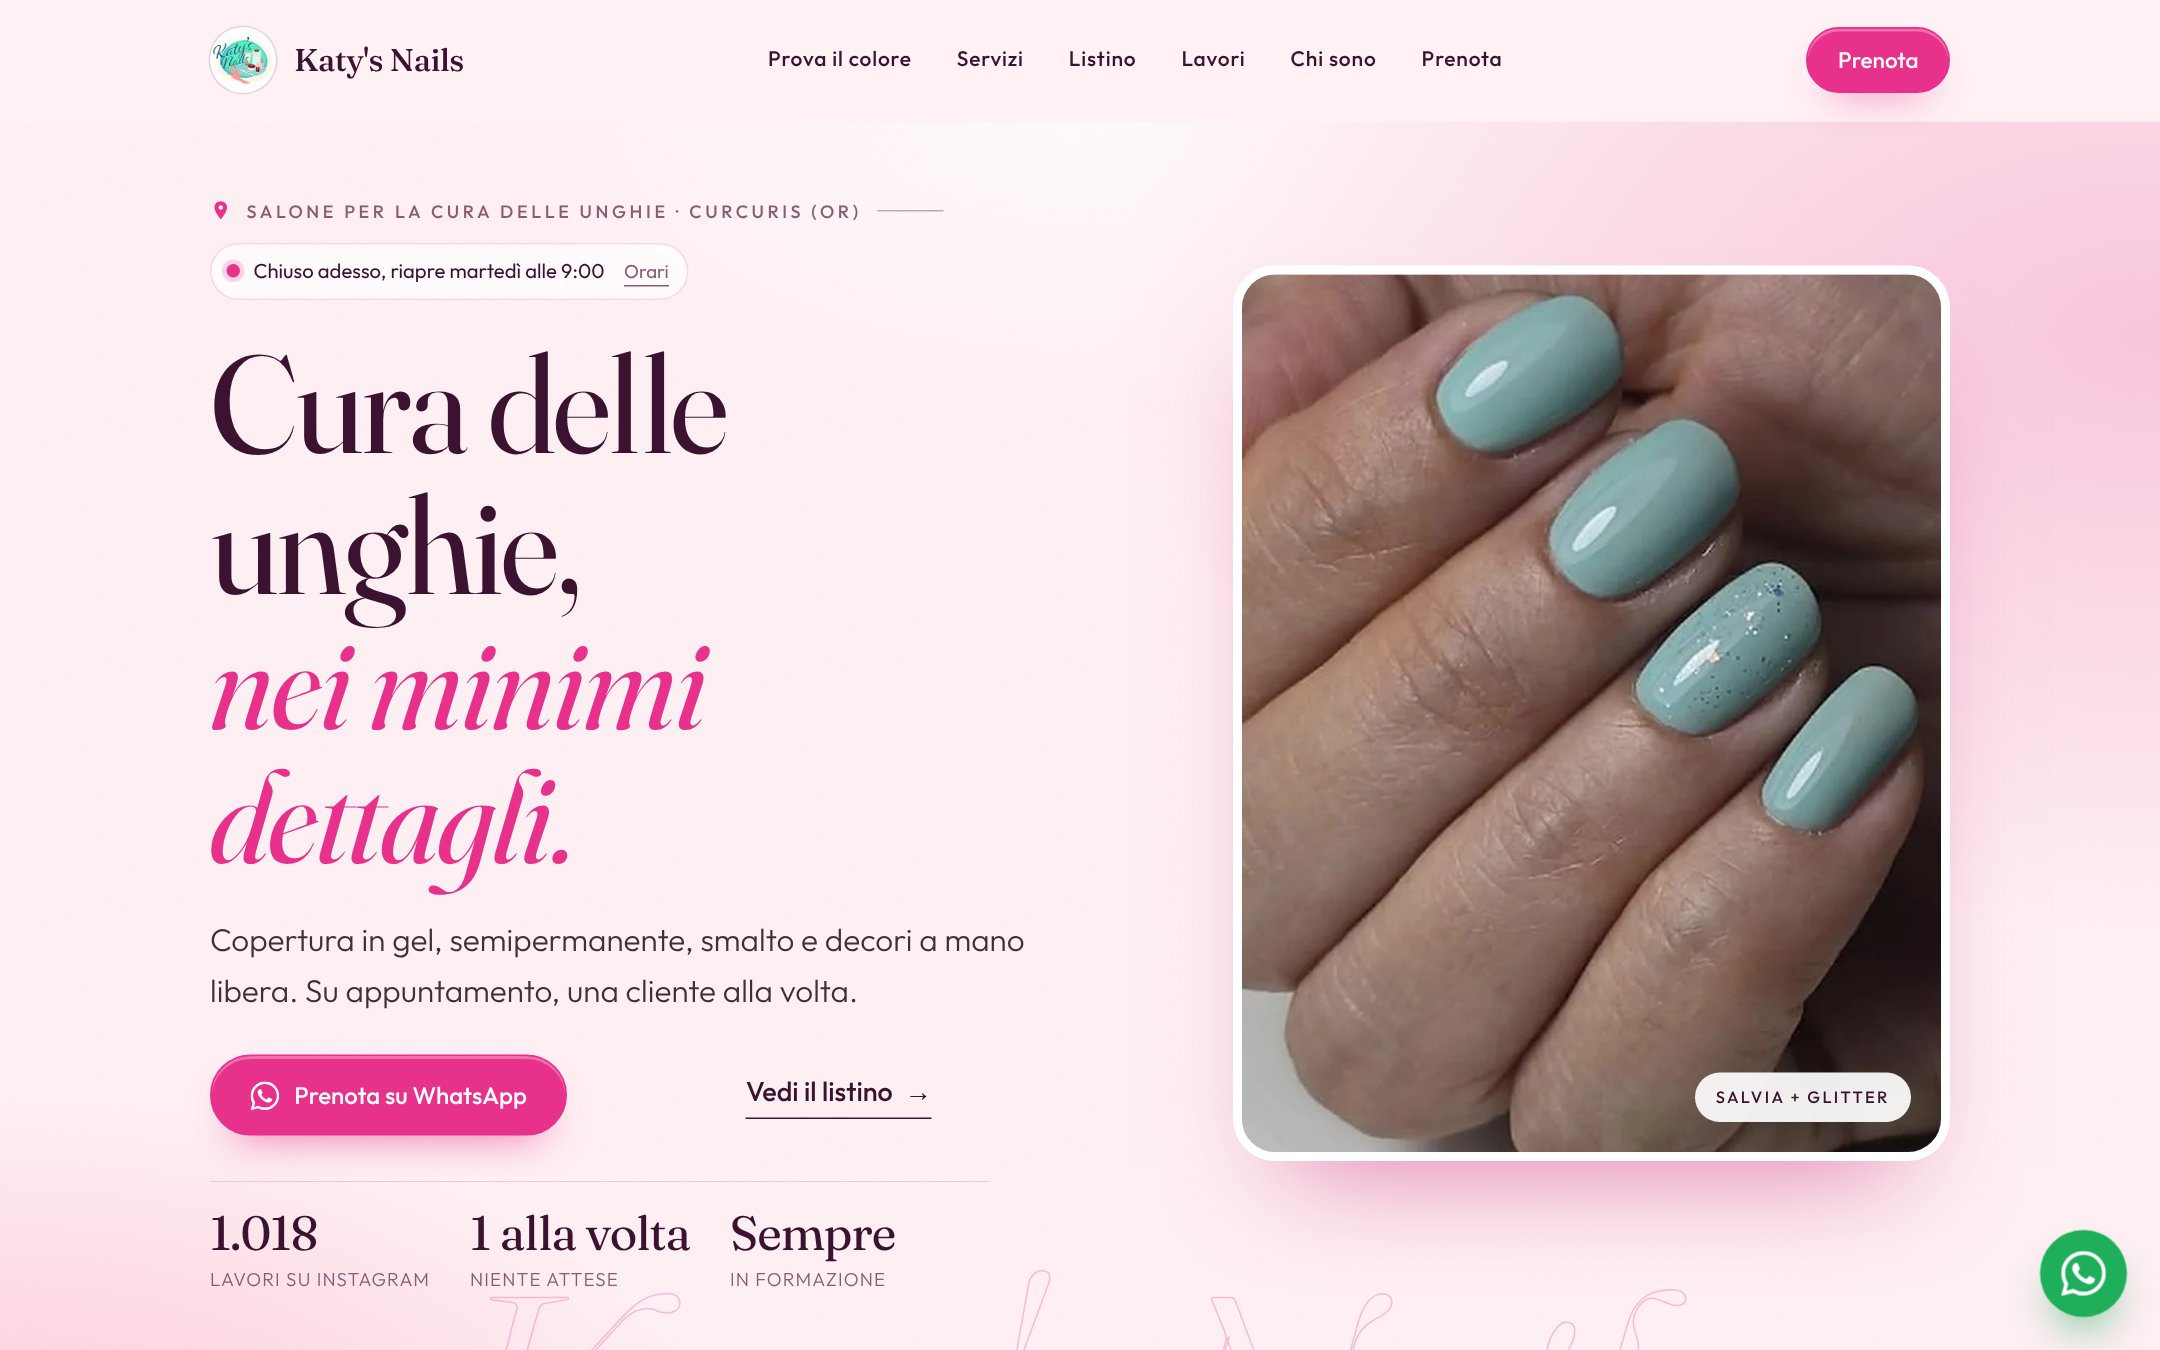 Katy's Nails
Katy's Nails
Prova il colore
Servizi
Listino
Lavori
Chi sono
Prenota
Prenota
SALONE PER LA CURA DELLE UNGHIE · CURCURIS (OR)
Chiuso adesso, riapre martedì alle 9:00
Orari
Cura delle
unghie,
nei minimi
dettagli.
Copertura in gel, semipermanente, smalto e decori a mano
libera. Su appuntamento, una cliente alla volta.
Prenota su WhatsApp
Vedi il listino →
SALVIA + GLITTER
1.018
LAVORI SU INSTAGRAM
1 alla volta
NIENTE ATTESE
Sempre
IN FORMAZIONE